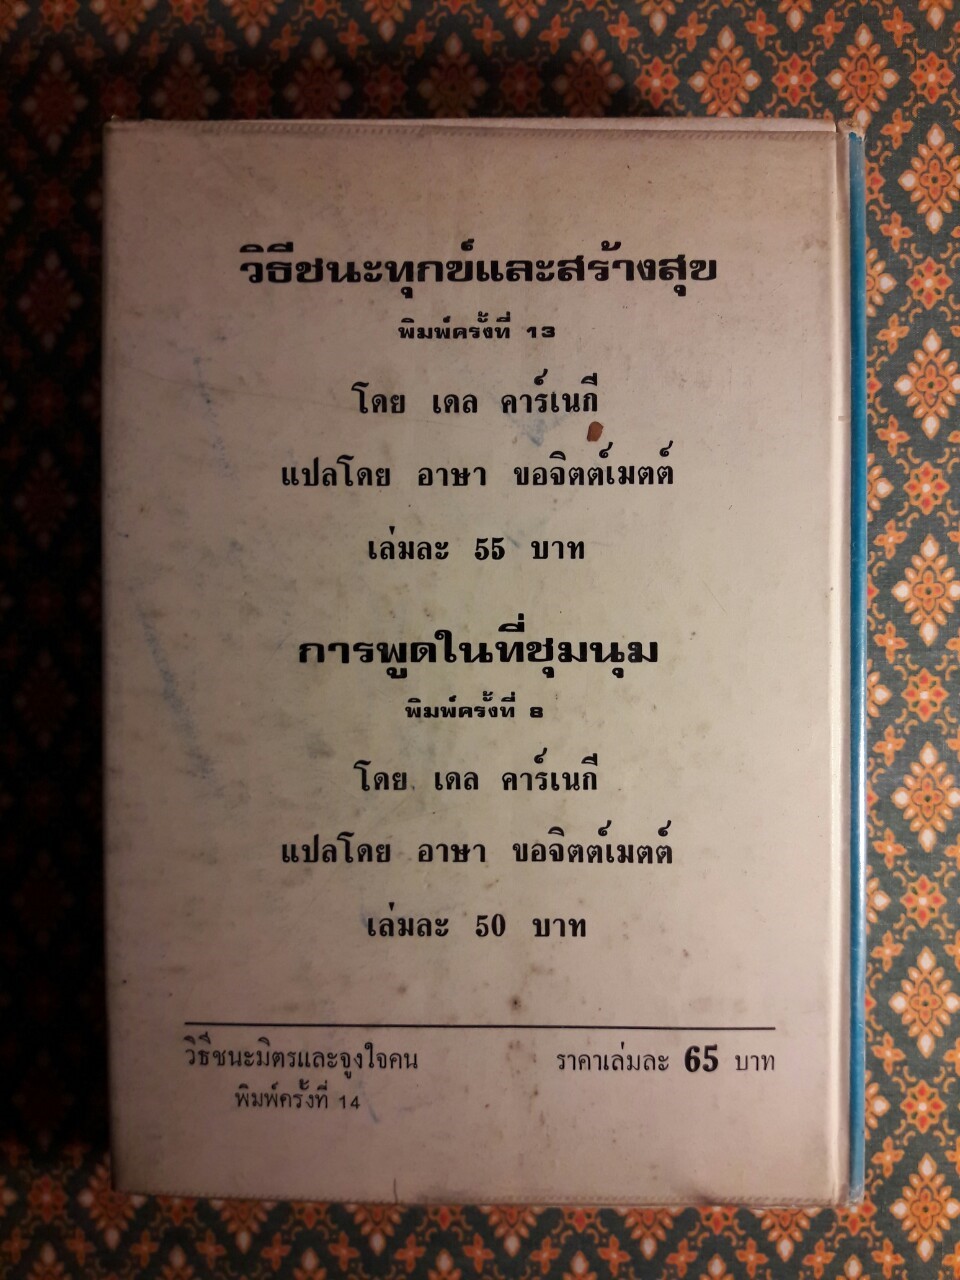 วิธีชนะทุกข์และสร้างสุข
พิมพ์ครั้งที่ 13
โดย เดล คาร์เนกี
แปลโดย อาษา ขอจิตต์เมตต์
เล่มละ 55 บาท
การพูดในที่ชุมนุม
พิมพ์ครั้งที่ 8
โดย เดล คาร์เนกี
แปลโดย อาษา ขอจิตต์เมตต์
เล่มละ 50 บาท
วิธีชนะมิตรและจูงใจคน ราคาเล่มละ 65 บาท
พิมพ์ครั้งที่ 14